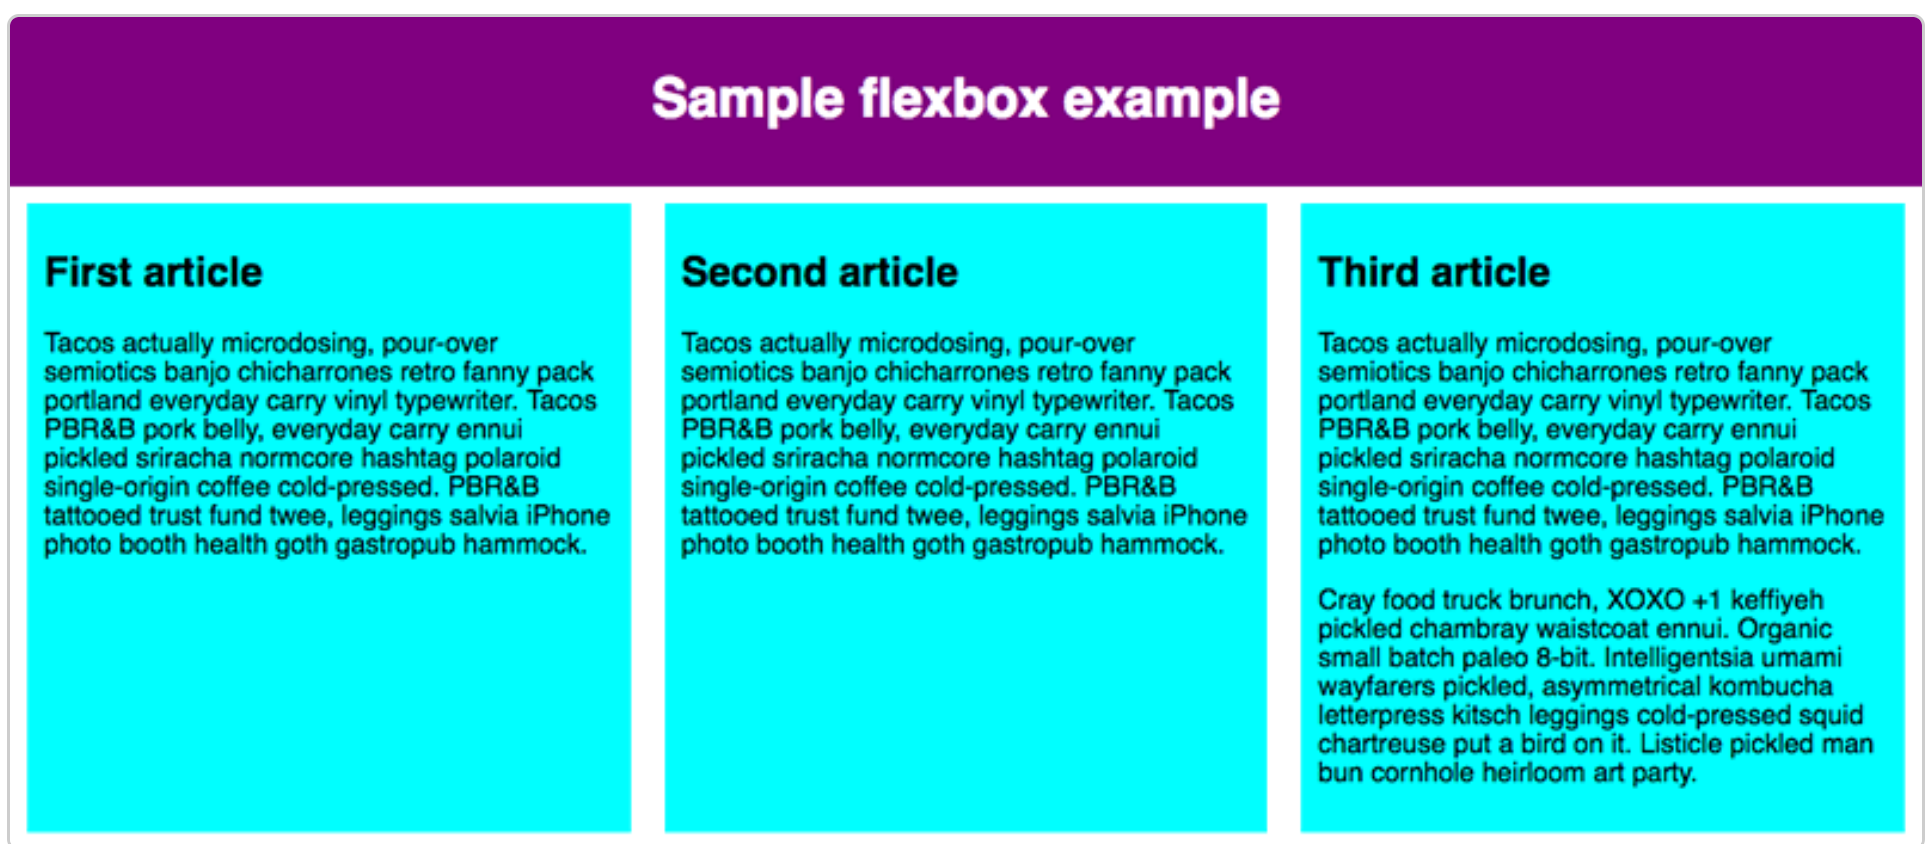 Sample flexbox example
First article
Tacos actually microdosing, pour-over
semiotics banjo chicharrones retro fanny pack
portland everyday carry vinyl typewriter. Tacos
PBR&B pork belly, everyday carry ennui
pickled sriracha normcore hashtag polaroid
single-origin coffee cold-pressed. PBR&B
tattooed trust fund twee, leggings salvia iPhone
photo booth health goth gastropub hammock.
Second article
Tacos actually microdosing, pour-over
semiotics banjo chicharrones retro fanny pack
portland everyday carry vinyl typewriter. Tacos
PBR&B pork belly, everyday carry ennui
pickled sriracha normcore hashtag polaroid
single-origin coffee cold-pressed. PBR&B
tattooed trust fund twee, leggings salvia iPhone
photo booth health goth gastropub hammock.
Third article
Tacos actually microdosing, pour-over
semiotics banjo chicharrones retro fanny pack
portland everyday carry vinyl typewriter. Tacos
PBR&B pork belly, everyday carry ennui
pickled sriracha normcore hashtag polaroid
single-origin coffee cold-pressed. PBR&B
tattooed trust fund twee, leggings salvia iPhone
photo booth health goth gastropub hammock.
Cray food truck brunch, XOXO +1 keffiyeh
pickled chambray waistcoat ennui. Organic
small batch paleo 8-bit. Intelligentsia umami
wayfarers pickled, asymmetrical kombucha
letterpress kitsch leggings cold-pressed squid
chartreuse put a bird on it. Listicle pickled man
bun cornhole heirloom art party.